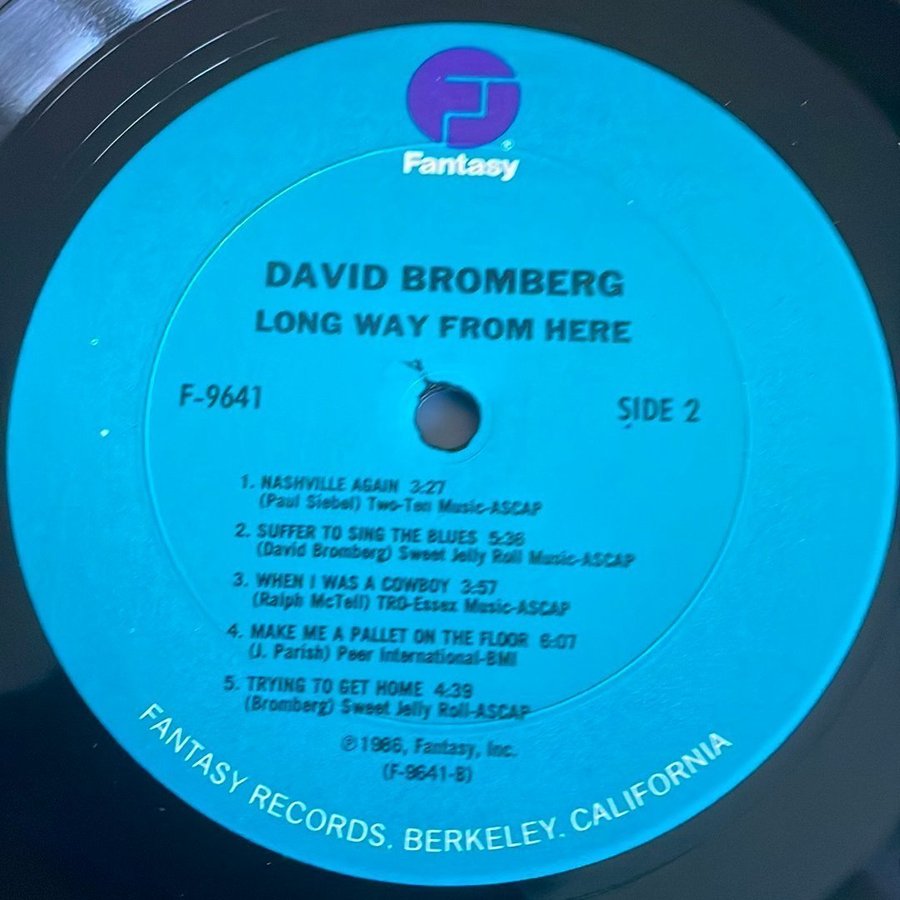 Fantasy
DAVID BROMBERG
LONG WAY FROM HERE
F-9641
SIDE 2
1. NASHVILLE AGAIN 3:27
(Paul Siebel) Two-Ten Music-ASCAP
2. SUFFER TO SING THE BLUES 5:36
(David Bromberg) Sweet Jelly Roll Music-ASCAP
3. WHEN I WAS A COWBOY 3:57
(Ralph McTell) TRO-Essex Music-ASCAP
4. MAKE ME A PALLET ON THE FLOOR 6:07
(J. Parish) Peer International-BMI
5. TRYING TO GET HOME 4:39
(Bromberg) Sweet Jelly Roll-ASCAP
℗1986, Fantasy, Inc.
(F-9641-B)
FANTASY RECORDS, BERKELEY, CALIFORNIA